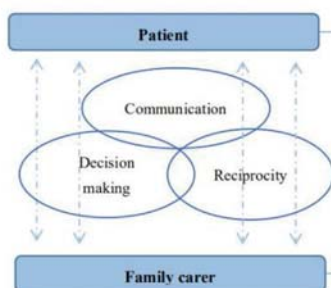 Patient
Communication
Decision
making
Reciprocity
Family carer